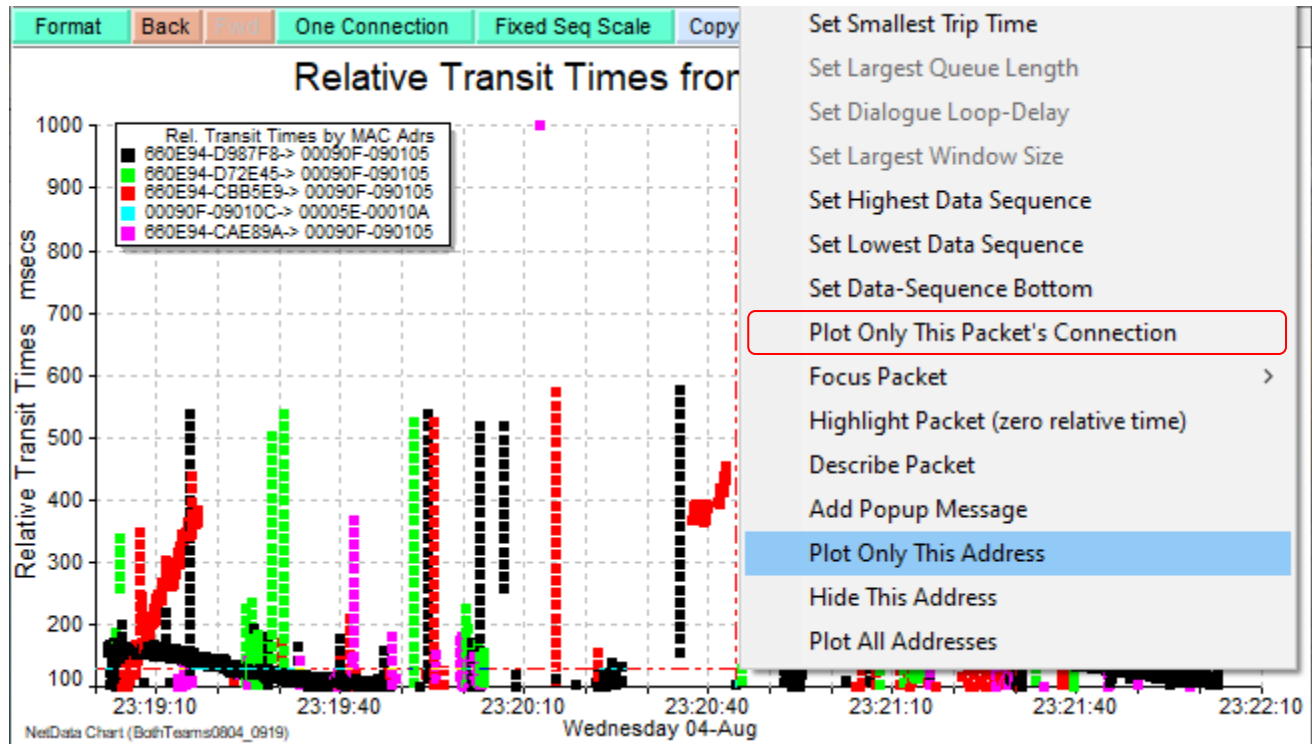 Format Back Fwd One Connection Fixed Seq Scale Copy
Set Smallest Trip Time
Set Largest Queue Length
Set Dialogue Loop-Delay
Set Largest Window Size
Set Highest Data Sequence
Set Lowest Data Sequence
Set Data-Sequence Bottom
Plot Only This Packet's Connection
Focus Packet >
Highlight Packet (zero relative time)
Describe Packet
Add Popup Message
Plot Only This Address
Hide This Address
Plot All Addresses
Relative Transit Times from
Rel. Transit Times by MAC Adrs
660E94-D987F8-> 00090F-090105
660E94-D72E45-> 00090F-090105
660E94-CBB5E9-> 00090F-090105
00090F-09010C-> 00005E-00010A
660E94-CAE89A-> 00090F-090105
Relative Transit Times msecs
1000
900
800
700
600
500
400
300
200
100
23:19:10 23:19:40 23:20:10 23:20:40 23:21:10 23:21:40 23:22:10
Wednesday 04-Aug
NetData Chart (BothTeams0804_0919)